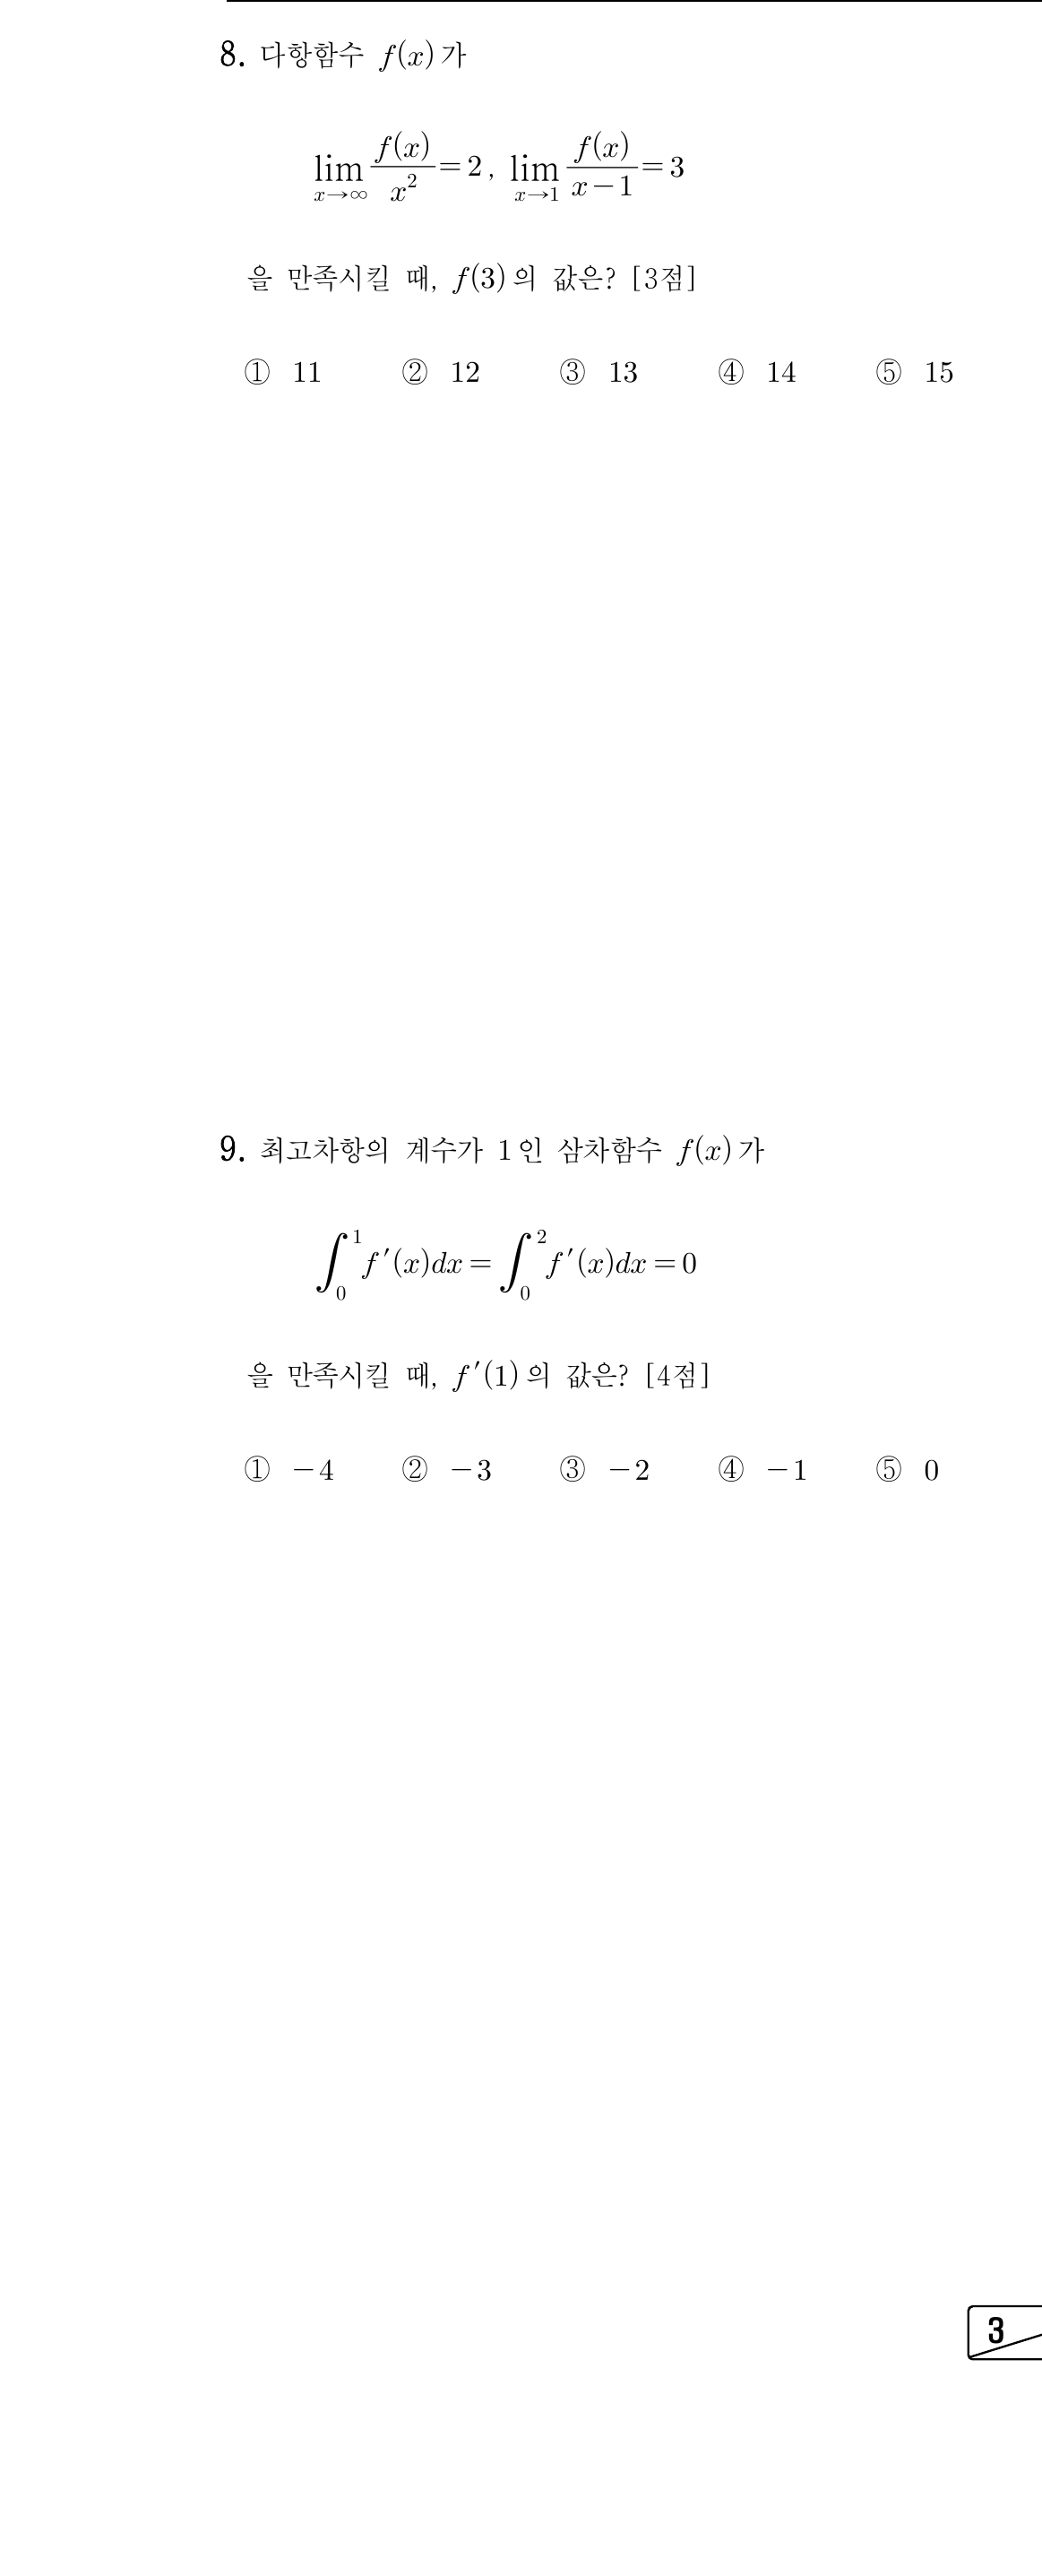 8. 다항함수 f(x)가
lim_{x→∞} f(x)/x² = 2, lim_{x→1} f(x)/(x−1) = 3
을 만족시킬 때, f(3)의 값은? [3점]
① 11 ② 12 ③ 13 ④ 14 ⑤ 15
9. 최고차항의 계수가 1인 삼차함수 f(x)가
∫₀¹ f′(x)dx = ∫₀² f′(x)dx = 0
을 만족시킬 때, f′(1)의 값은? [4점]
① −4 ② −3 ③ −2 ④ −1 ⑤ 0
3